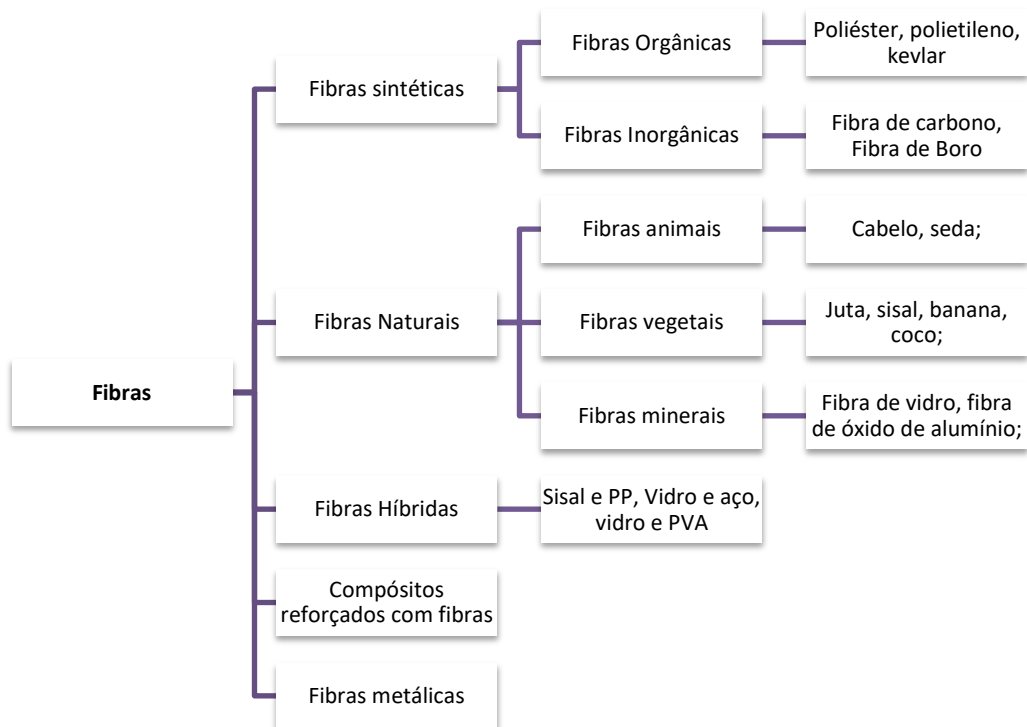 Fibras
Fibras sintéticas
Fibras Orgânicas
Poliéster, polietileno,
kevlar
Fibras Inorgânicas
Fibra de carbono,
Fibra de Boro
Fibras Naturais
Fibras animais
Cabelo, seda;
Fibras vegetais
Juta, sisal, banana,
coco;
Fibras minerais
Fibra de vidro, fibra
de óxido de alumínio;
Fibras Híbridas
Sisal e PP, Vidro e aço,
vidro e PVA
Compósitos
reforçados com fibras
Fibras metálicas